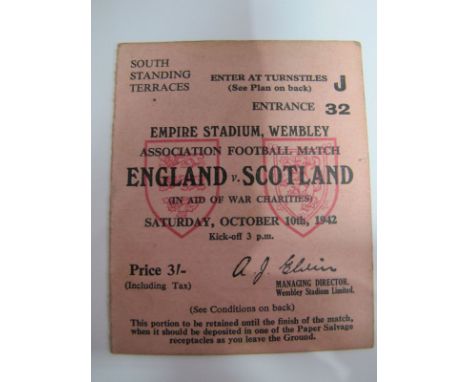 SOUTH
STANDING
TERRACES
ENTER AT TURNSTILES J
(See Plan on back)
ENTRANCE 32
EMPIRE STADIUM, WEMBLEY
ASSOCIATION FOOTBALL MATCH
ENGLAND v. SCOTLAND
(IN AID OF WAR CHARITIES)
SATURDAY, OCTOBER 10th, 1942
Kick-off 3 p.m.
Price 3/-
(Including Tax)
A. J. Elvin
MANAGING DIRECTOR.
Wembley Stadium Limited.
(See Conditions on back)
This portion to be retained until the finish of the match,
when it should be deposited in one of the Paper Salvage
receptacles as you leave the Ground.